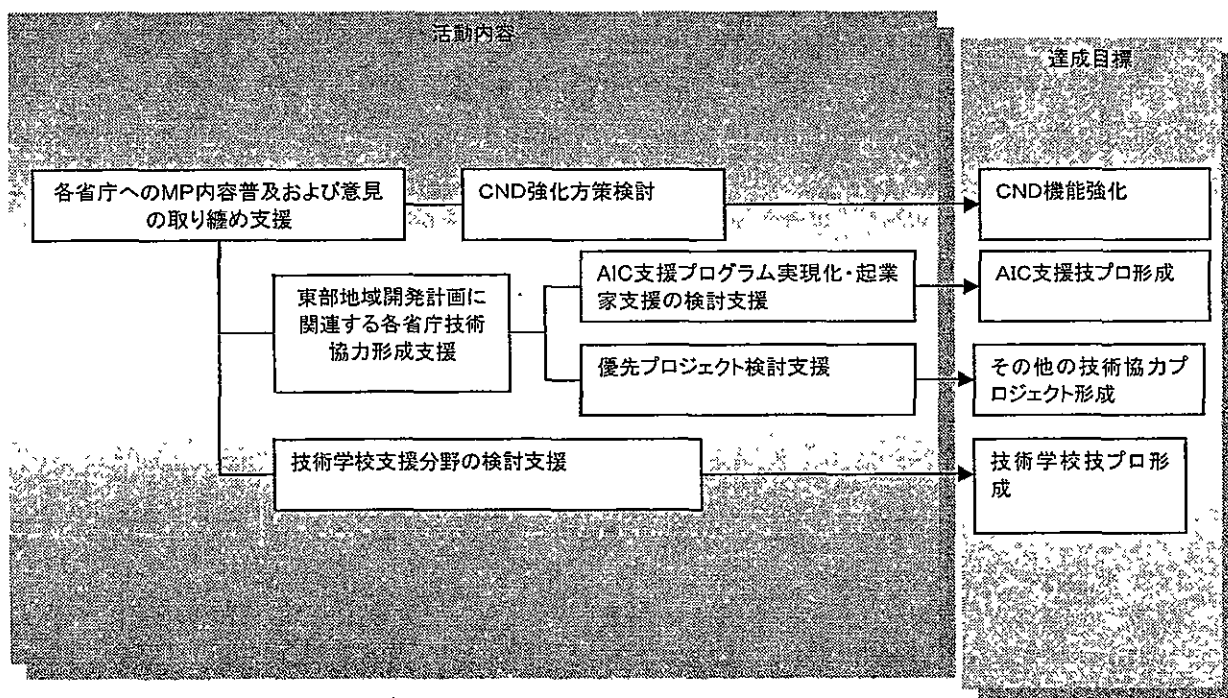 活動内容
達成目標
各省庁へのMP内容普及および意見
の取り纏め支援
CND強化方策検討
CND機能強化
AIC支援プログラム実現化・起業
家支援の検討支援
AIC支援技プロ形成
東部地域開発計画に
関連する各省庁技術
協力形成支援
優先プロジェクト検討支援
その他の技術協力プ
ロジェクト形成
技術学校支援分野の検討支援
技術学校技プロ形
成